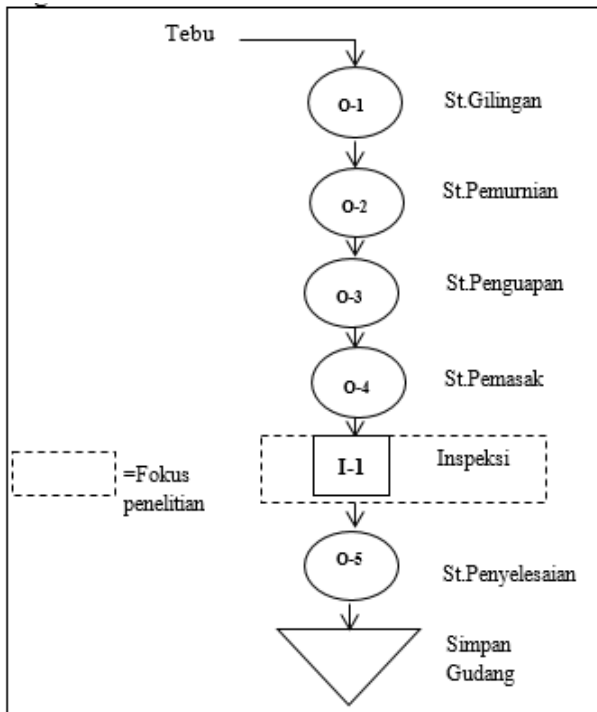 Tebu
O-1
St.Gilingan
O-2
St.Pemurnian
O-3
St.Penguapan
O-4
St.Pemasak
I-1
Inspeksi
=Fokus
penelitian
O-5
St.Penyelesaian
Simpan
Gudang